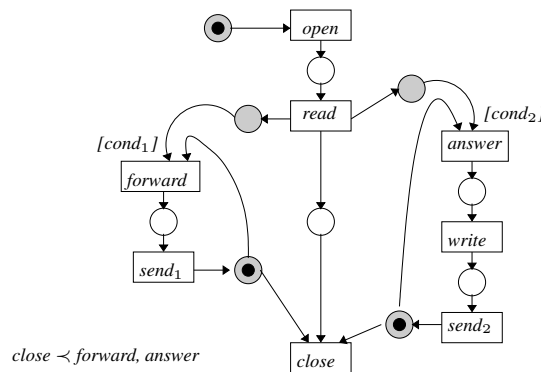 open
read
[cond₁]
[cond₂]
answer
forward
write
send₁
send₂
close
close ≺ forward, answer